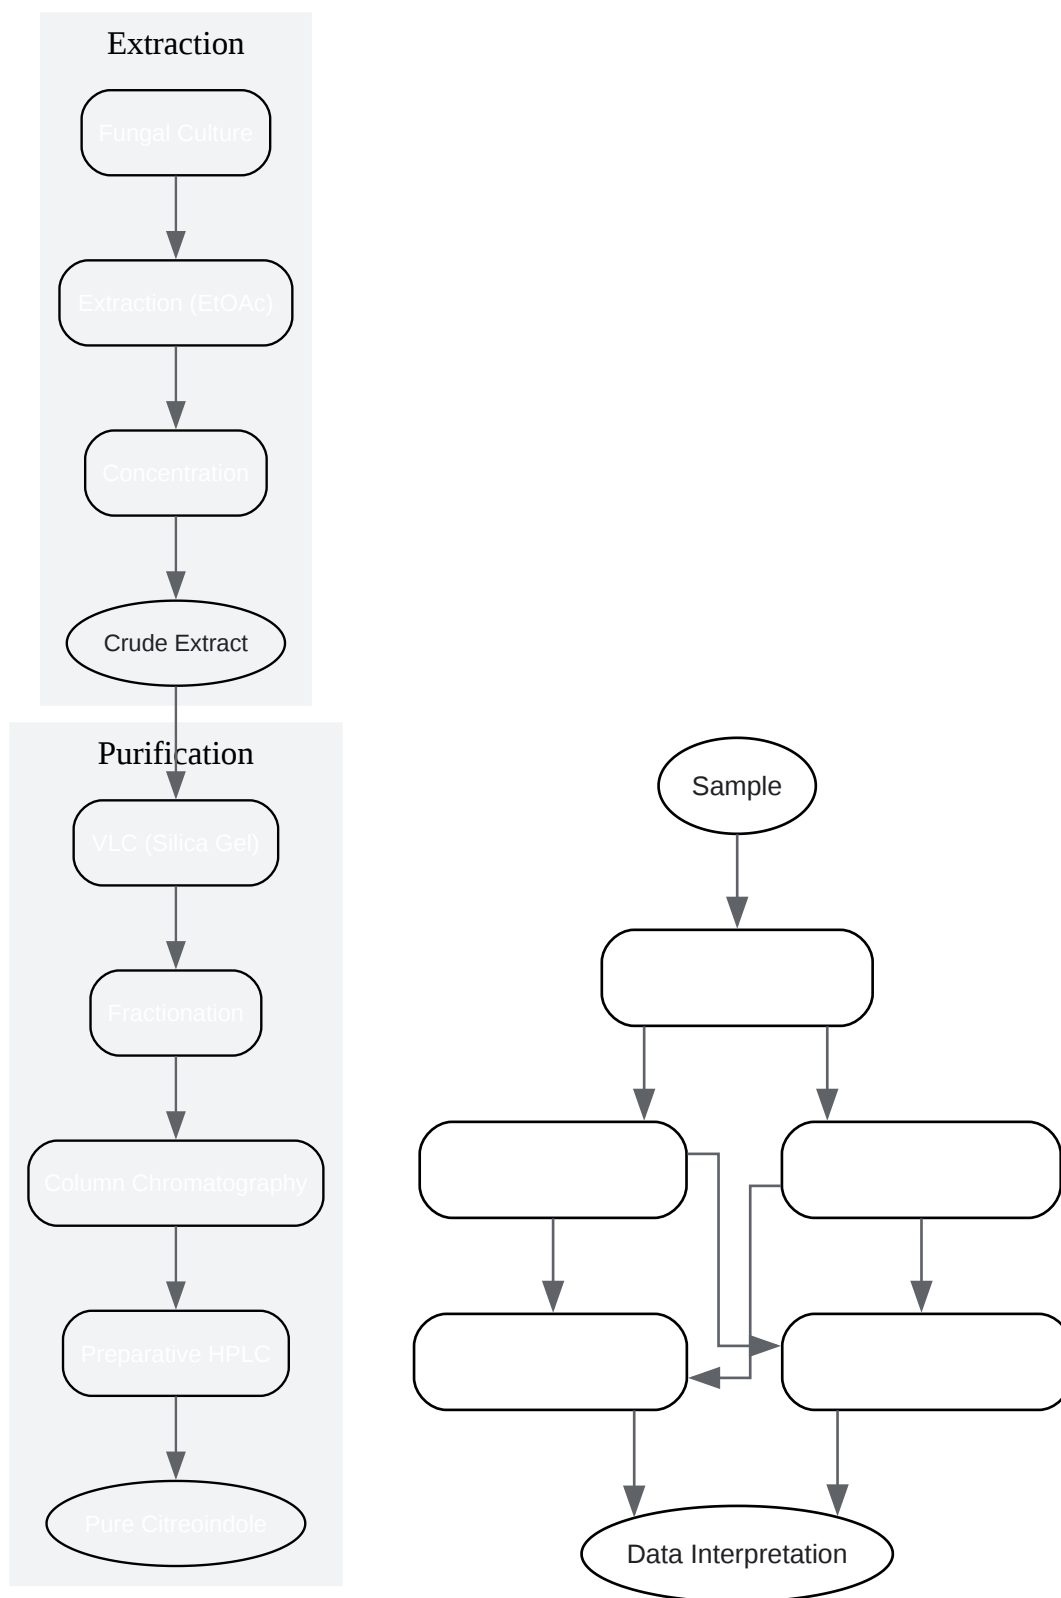 Extraction
Fungal Culture
Extraction (EtOAc)
Concentration
Crude Extract
Purification
VLC (Silica Gel)
Fractionation
Column Chromatography
Preparative HPLC
Pure Citreoindole
Sample
Data Interpretation